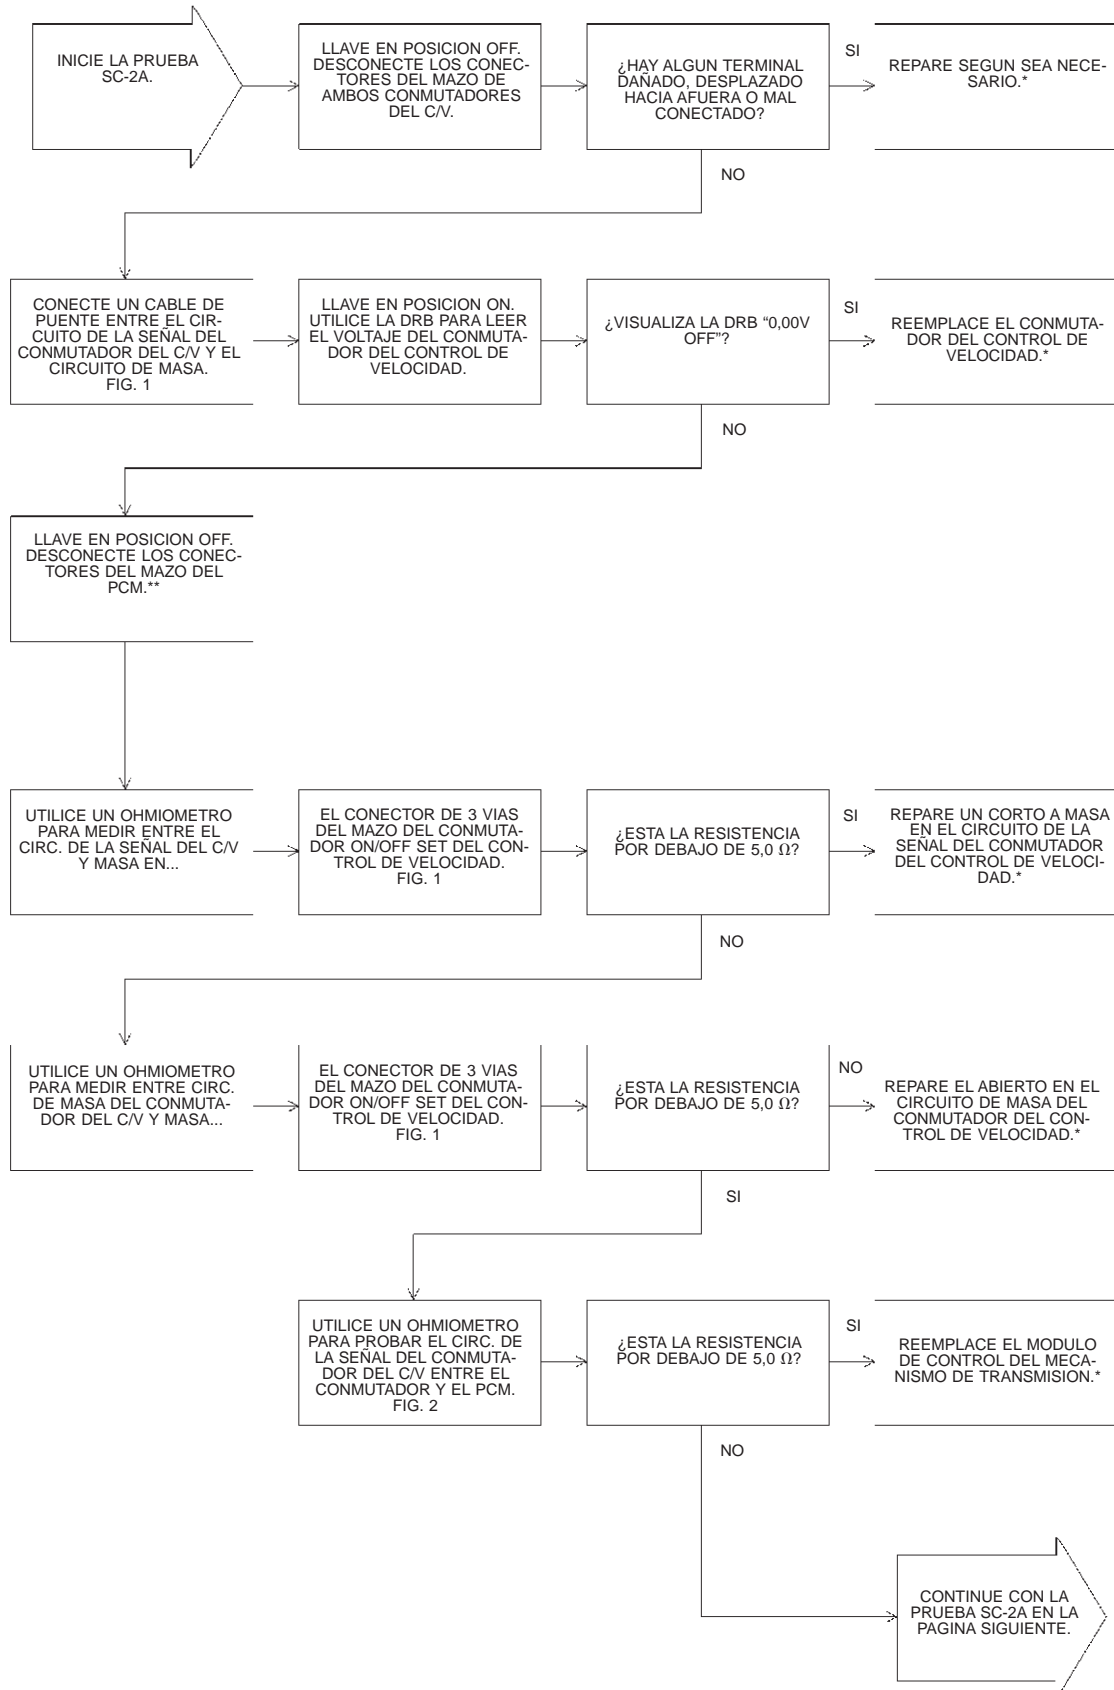 INICIE LA PRUEBA
SC-2A.
LLAVE EN POSICION OFF.
DESCONECTE LOS CONEC-
TORES DEL MAZO DE
AMBOS CONMUTADORES
DEL C/V.
¿HAY ALGUN TERMINAL
DAÑADO, DESPLAZADO
HACIA AFUERA O MAL
CONECTADO?
SI
REPARE SEGUN SEA NECE-
SARIO.*
NO
CONECTE UN CABLE DE
PUENTE ENTRE EL CIR-
CUITO DE LA SEÑAL DEL
CONMUTADOR DEL C/V Y EL
CIRCUITO DE MASA.
FIG. 1
LLAVE EN POSICION ON.
UTILICE LA DRB PARA LEER
EL VOLTAJE DEL CONMUTA-
DOR DEL CONTROL DE
VELOCIDAD.
¿VISUALIZA LA DRB “0,00V
OFF”?
SI
REEMPLACE EL CONMUTA-
DOR DEL CONTROL DE
VELOCIDAD.*
NO
LLAVE EN POSICION OFF.
DESCONECTE LOS CONEC-
TORES DEL MAZO DEL
PCM.**
UTILICE UN OHMIOMETRO
PARA MEDIR ENTRE EL
CIRC. DE LA SEÑAL DEL C/V
Y MASA EN...
EL CONECTOR DE 3 VIAS
DEL MAZO DEL CONMUTA-
DOR ON/OFF SET DEL CON-
TROL DE VELOCIDAD.
FIG. 1
¿ESTA LA RESISTENCIA
POR DEBAJO DE 5,0 Ω?
SI
REPARE UN CORTO A MASA
EN EL CIRCUITO DE LA
SEÑAL DEL CONMUTADOR
DEL CONTROL DE VELOCI-
DAD.*
NO
UTILICE UN OHMIOMETRO
PARA MEDIR ENTRE CIRC.
DE MASA DEL CONMUTA-
DOR DEL C/V Y MASA...
EL CONECTOR DE 3 VIAS
DEL MAZO DEL CONMUTA-
DOR ON/OFF SET DEL CON-
TROL DE VELOCIDAD.
FIG. 1
¿ESTA LA RESISTENCIA
POR DEBAJO DE 5,0 Ω?
NO
REPARE EL ABIERTO EN EL
CIRCUITO DE MASA DEL
CONMUTADOR DEL CON-
TROL DE VELOCIDAD.*
SI
UTILICE UN OHMIOMETRO
PARA PROBAR EL CIRC. DE
LA SEÑAL DEL CONMUTA-
DOR DEL C/V ENTRE EL
CONMUTADOR Y EL PCM.
FIG. 2
¿ESTA LA RESISTENCIA
POR DEBAJO DE 5,0 Ω?
SI
REEMPLACE EL MODULO
DE CONTROL DEL MECA-
NISMO DE TRANSMISION.*
NO
CONTINUE CON LA
PRUEBA SC-2A EN LA
PAGINA SIGUIENTE.